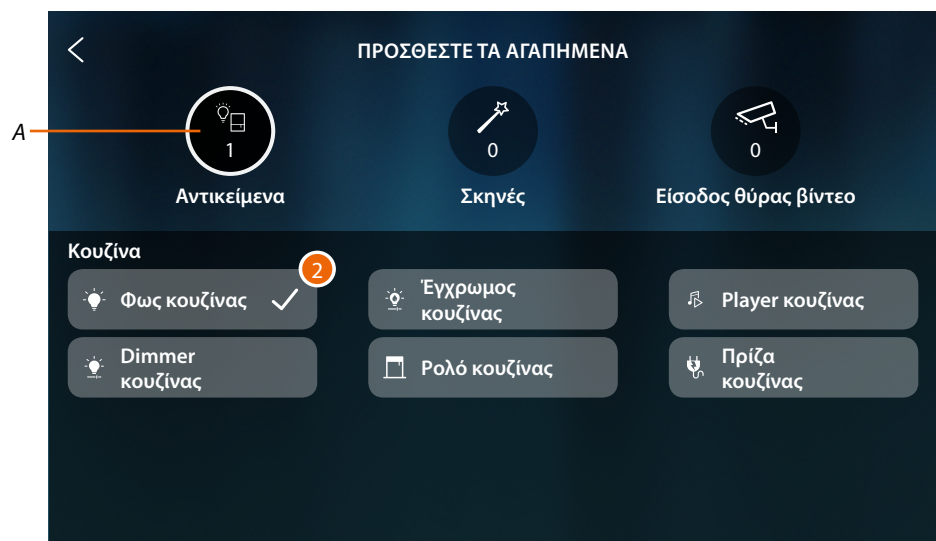 ΠΡΟΣΘΕΣΤΕ ΤΑ ΑΓΑΠΗΜΕΝΑ
A
1
0
0
Αντικείμενα
Σκηνές
Είσοδος θύρας βίντεο
Κουζίνα
2
Φως κουζίνας
Έγχρωμος
κουζίνας
Player κουζίνας
Dimmer
κουζίνας
Ρολό κουζίνας
Πρίζα
κουζίνας